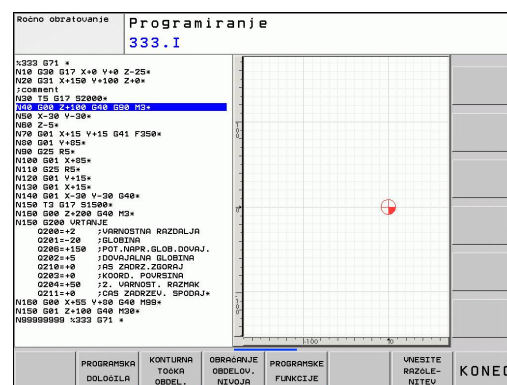 Ročno obratovanje
Programiranje
333.I
%333 G71 *
N10 G30 G17 X+0 Y+0 Z-25*
N20 G31 X+150 Y+100 Z+0*
;comment
N30 T5 G17 S2000*
N40 G00 Z+100 G40 G90 M3*
N50 X-30 Y-30*
N60 Z-5*
N70 G01 X+15 Y+15 G41 F350*
N80 G01 Y+85*
N90 G25 R5*
N100 G01 X+85*
N110 G25 R5*
N120 G01 Y+15*
N130 G01 X+15*
N140 G01 X-30 Y-30 G40*
N150 T3 G17 S1500*
N160 G00 Z+200 G40 M3*
N150 G200 VRTANJE
Q200=+2 ;VARNOSTNA RAZDALJA
Q201=-20 ;GLOBINA
Q206=+150 ;POT.NAPR.GLOB.DOVAJ.
Q202=+5 ;DOVAJALNA GLOBINA
Q210=+0 ;AS ZADRZ.ZGORAJ
Q203=+0 ;KOORD. POVRSINA
Q204=+50 ;2. VARNOST. RAZMAK
Q211=+0 ;CAS ZADRZEV. SPODAJ*
N160 G00 X+55 Y+80 G40 M99*
N150 G01 Z+100 G40 M30*
N99999999 %333 G71 *
PROGRAMSKA DOLOČILA
KONTURNA TOČKA OBDEL.
OBRAČANJE OBDELOV. NIVOJA
PROGRAMSKE FUNKCIJE
VNESITE RAZČLE- NITEV
KONEC